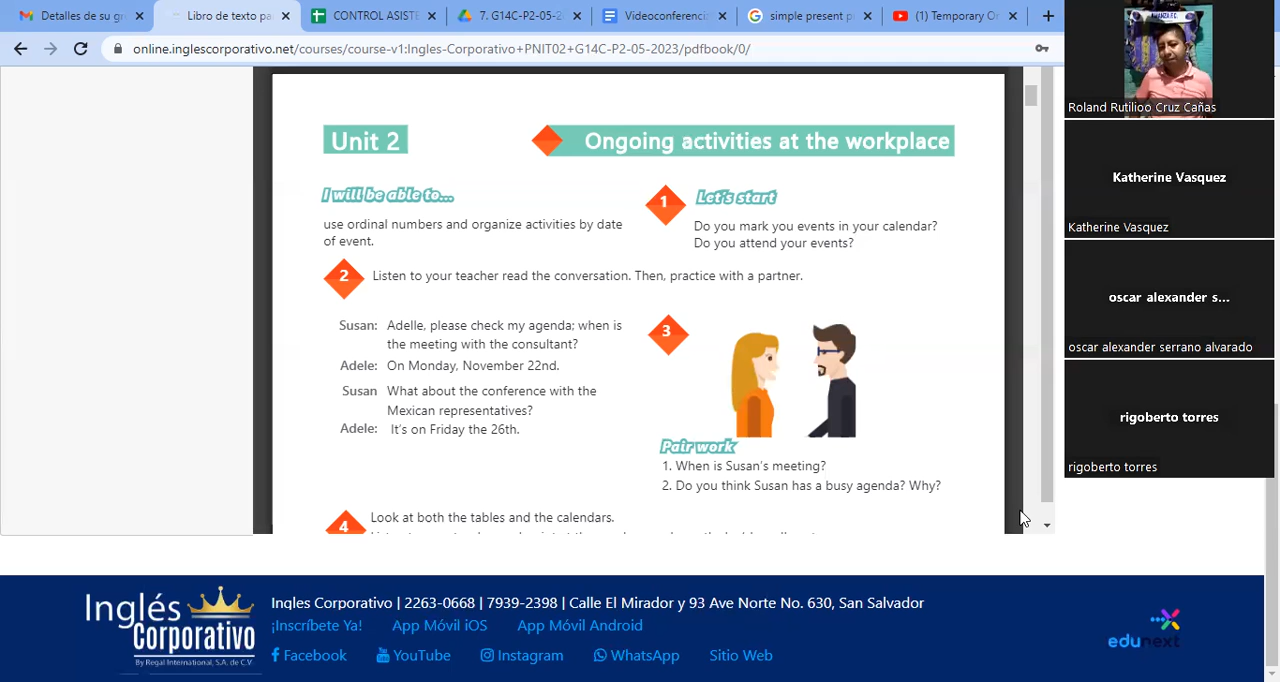 Detalles de su gr
Libro de texto pa
CONTROL ASIST
7. G14C-P2-05-2
Videoconferenci
simple present p
(1) Temporary Or
online.inglescorporativo.net/courses/course-v1:Ingles-Corporativo+PNIT02+G14C-P2-05-2023/pdfbook/0/
Unit 2
Ongoing activities at the workplace
I will be able to...
use ordinal numbers and organize activities by date
of event.
1
Let's start
Do you mark you events in your calendar?
Do you attend your events?
2
Listen to your teacher read the conversation. Then, practice with a partner.
Susan: Adelle, please check my agenda; when is
the meeting with the consultant?
Adele: On Monday, November 22nd.
Susan What about the conference with the
Mexican representatives?
Adele: It's on Friday the 26th.
3
Pair work
1. When is Susan's meeting?
2. Do you think Susan has a busy agenda? Why?
4
Look at both the tables and the calendars.
Roland Rutilioo Cruz Cañas
Katherine Vasquez
Katherine Vasquez
oscar alexander s...
oscar alexander serrano alvarado
rigoberto torres
rigoberto torres
Inglés
Corporativo
By Regal International, S.A. de C.V
Ingles Corporativo | 2263-0668 | 7939-2398 | Calle El Mirador y 93 Ave Norte No. 630, San Salvador
¡Inscríbete Ya! App Móvil iOS App Móvil Android
Facebook YouTube Instagram WhatsApp Sitio Web
edunext